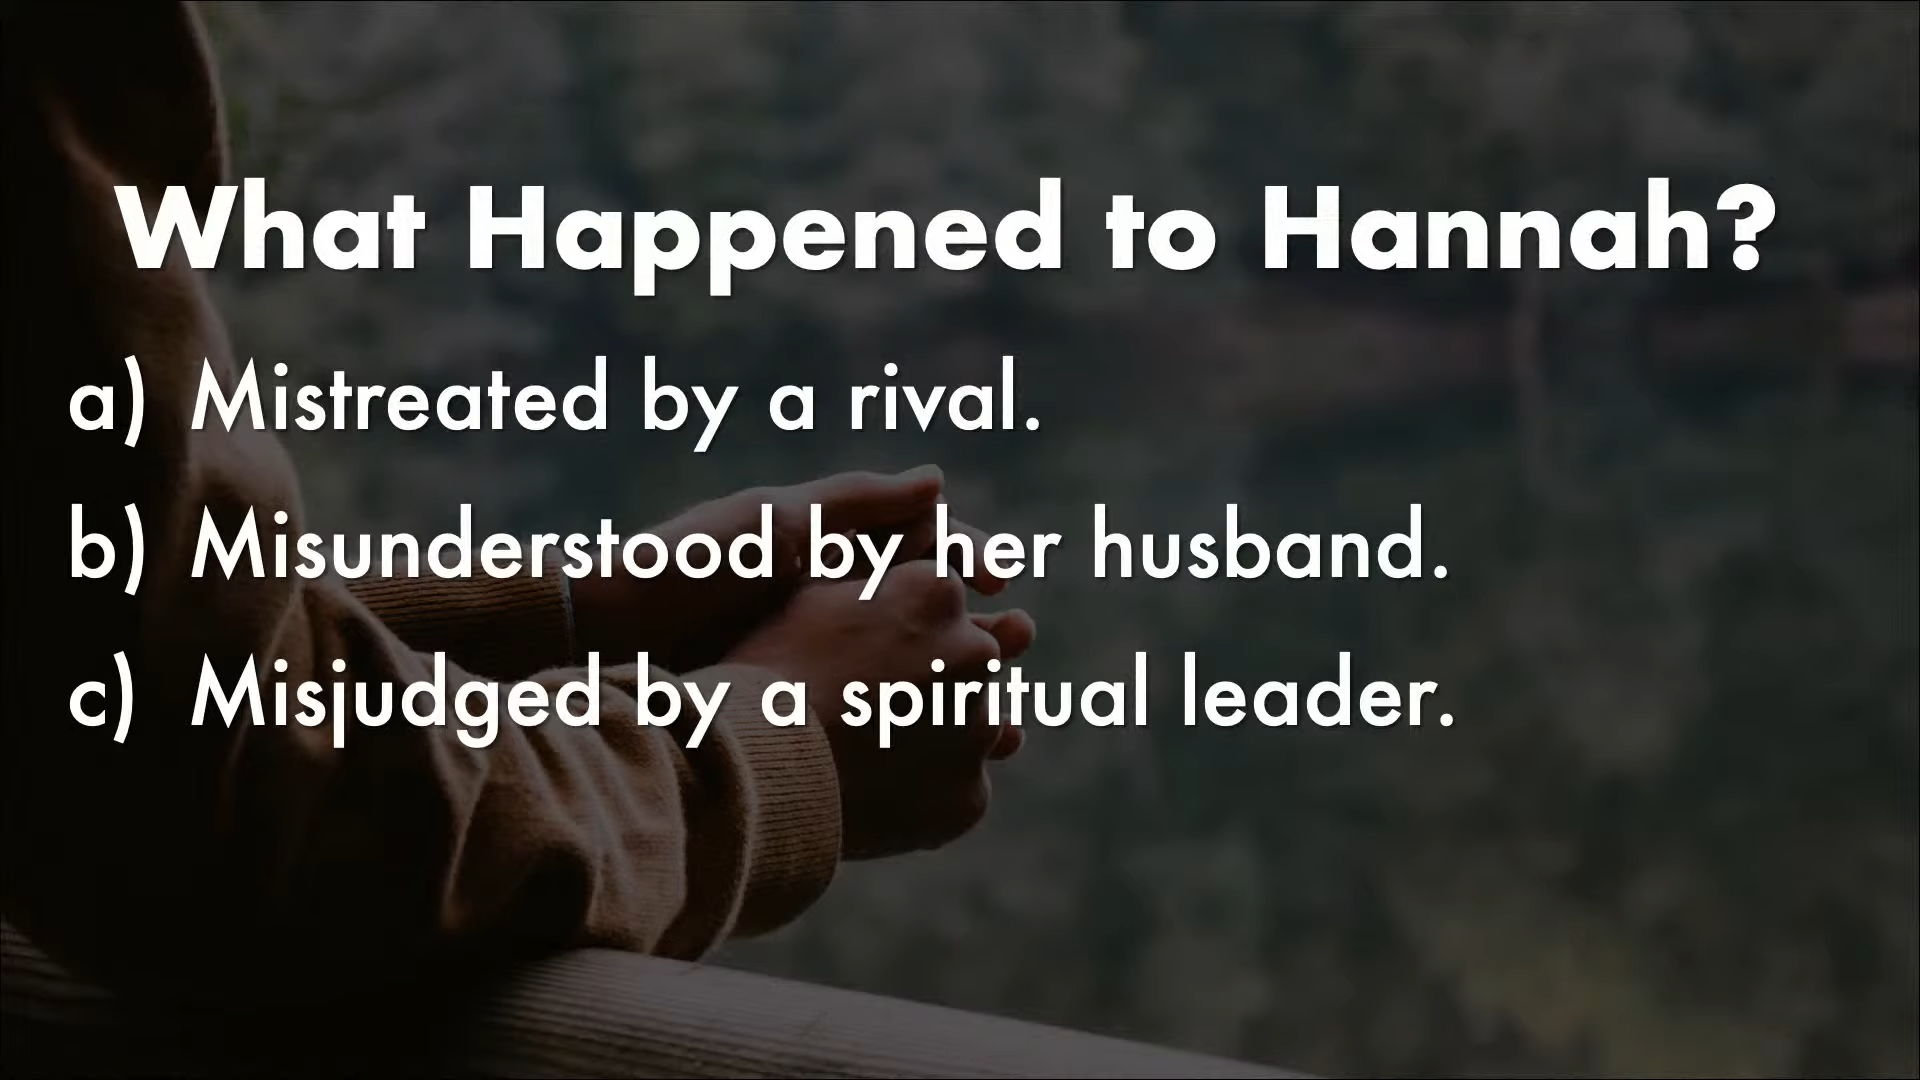 What Happened to Hannah?
a) Mistreated by a rival.
b) Misunderstood by her husband.
c) Misjudged by a spiritual leader.